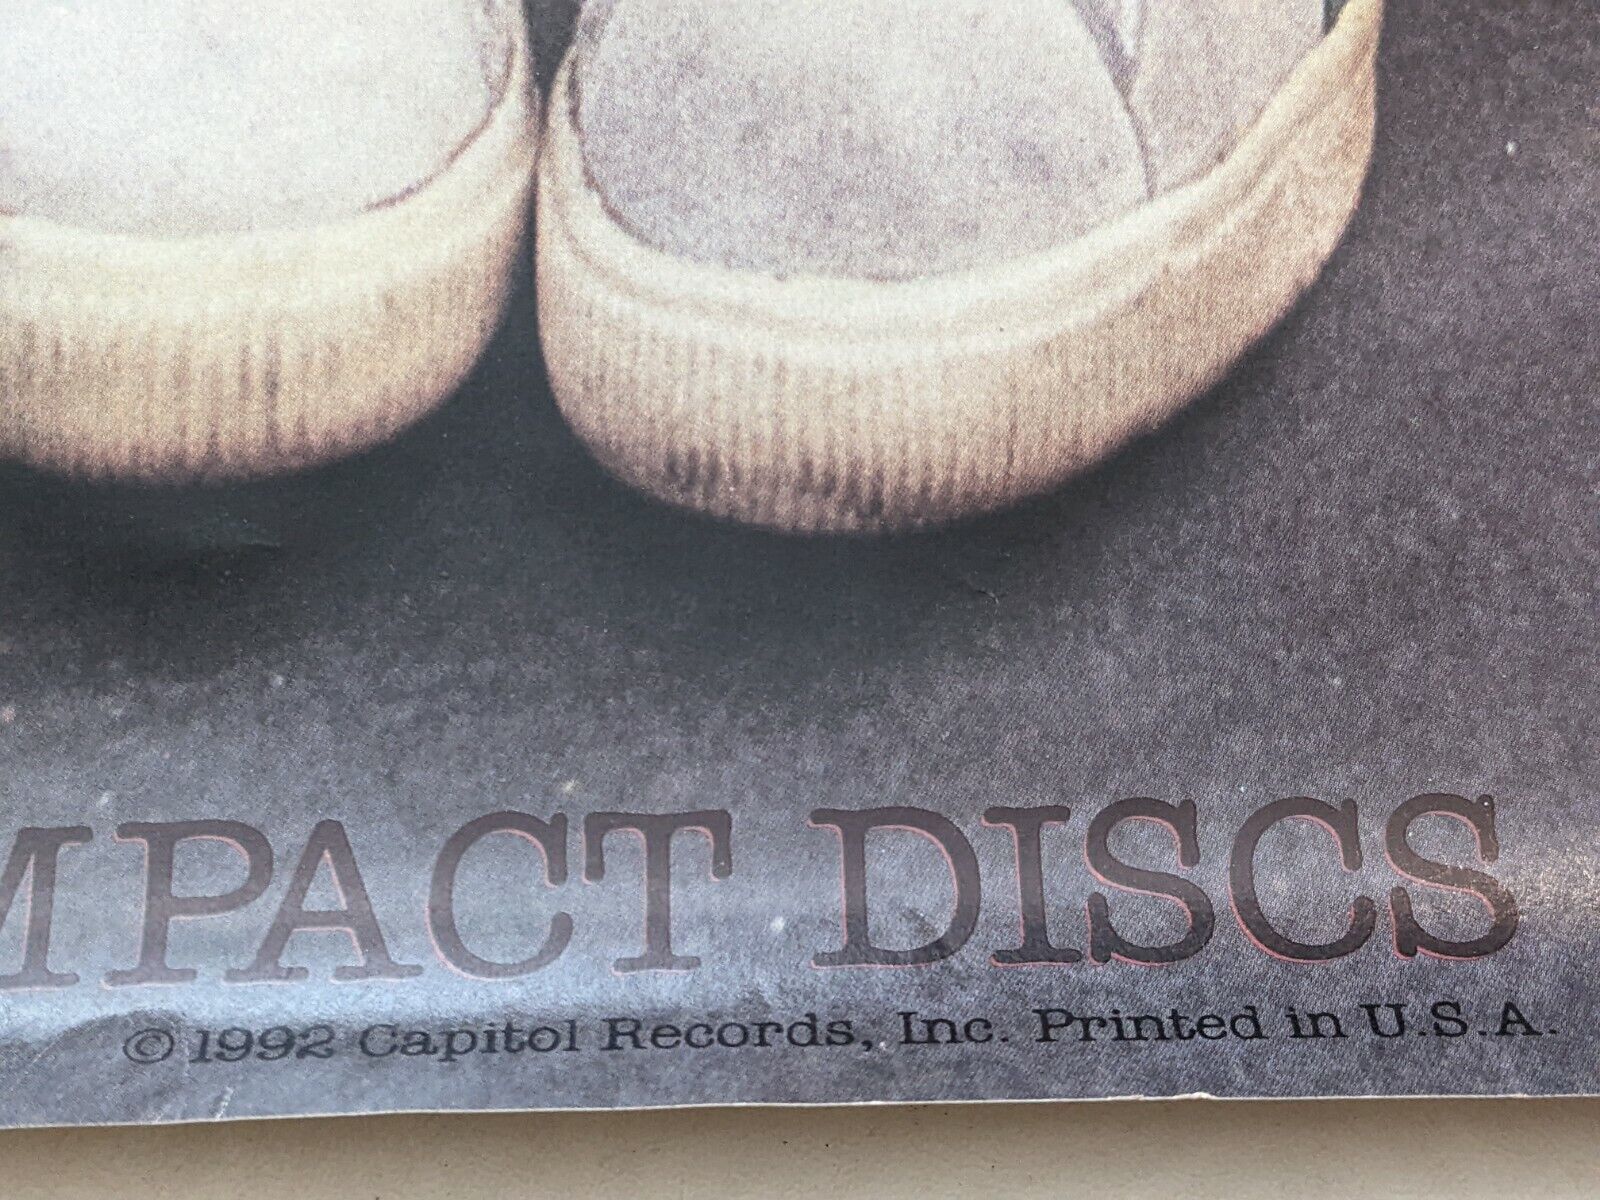 MPACT DISCS
© 1992 Capitol Records, Inc. Printed in U.S.A.